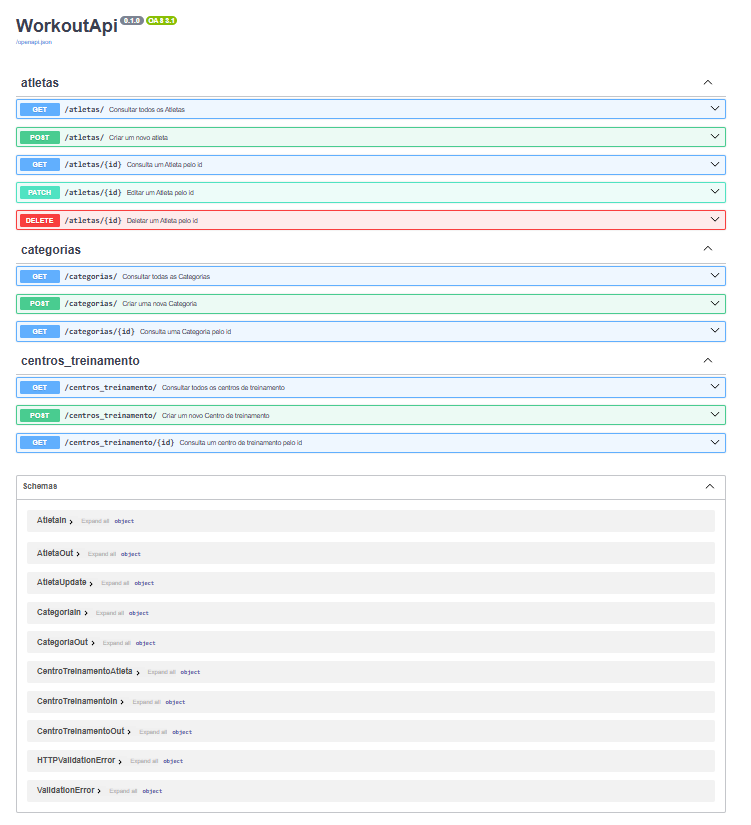 WorkoutApi 0.1.0 OAS 3.1
/openapi.json
atletas
GET /atletas/ Consultar todos os Atletas
POST /atletas/ Criar um novo atleta
GET /atletas/{id} Consulta um Atleta pelo id
PATCH /atletas/{id} Editar um Atleta pelo id
DELETE /atletas/{id} Deletar um Atleta pelo id
categorias
GET /categorias/ Consultar todas as Categorias
POST /categorias/ Criar uma nova Categoria
GET /categorias/{id} Consulta uma Categoria pelo id
centros_treinamento
GET /centros_treinamento/ Consultar todos os centros de treinamento
POST /centros_treinamento/ Criar um novo Centro de treinamento
GET /centros_treinamento/{id} Consulta um centro de treinamento pelo id
Schemas
AtletaIn Expand all object
AtletaOut Expand all object
AtletaUpdate Expand all object
CategoriaIn Expand all object
CategoriaOut Expand all object
CentroTreinamentoAtleta Expand all object
CentroTreinamentoIn Expand all object
CentroTreinamentoOut Expand all object
HTTPValidationError Expand all object
ValidationError Expand all object